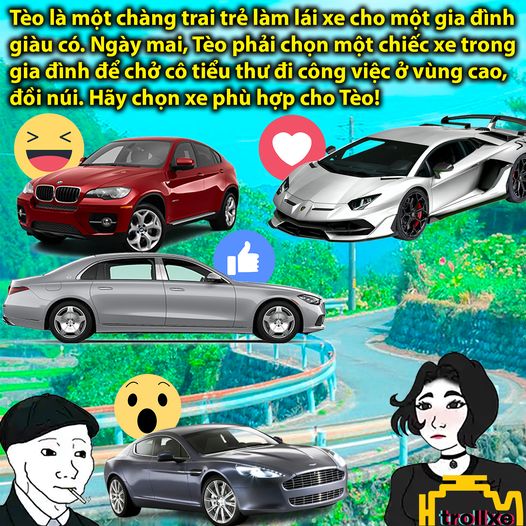 Tèo là một chàng trai trẻ làm lái xe cho một gia đình
giàu có. Ngày mai, Tèo phải chọn một chiếc xe trong
gia đình để chở cô tiểu thư đi công việc ở vùng cao,
đồi núi. Hãy chọn xe phù hợp cho Tèo!
trollxe